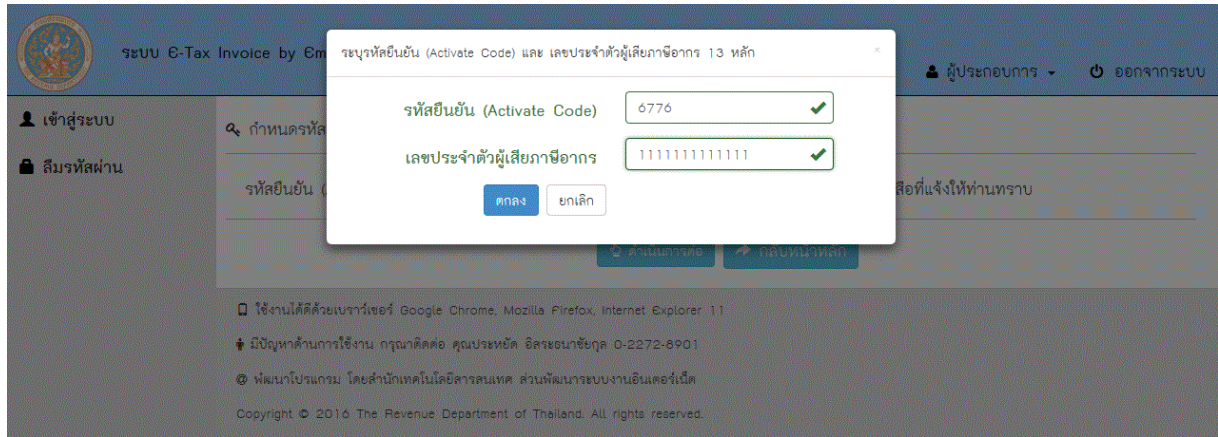 ระบบ E-Tax Invoice by Em
ระบุรหัสยืนยัน (Activate Code) และ เลขประจำตัวผู้เสียภาษีอากร 13 หลัก
×
ผู้ประกอบการ
ออกจากระบบ
เข้าสู่ระบบ
ลืมรหัสผ่าน
กำหนดรหัส
รหัสยืนยัน (Activate Code) 6776
เลขประจำตัวผู้เสียภาษีอากร 1111111111111
ตกลง ยกเลิก
รหัสยืนยัน ( สือที่แจ้งให้ท่านทราบ
ดำเนินการต่อ กลับหน้าหลัก
ใช้งานได้ดีด้วยเบราว์เซอร์ Google Chrome, Mozilla Firefox, Internet Explorer 11
มีปัญหาด้านการใช้งาน กรุณาติดต่อ คุณประหยัด อิสระธนาชัยกุล 0-2272-8901
@ พัฒนาโปรแกรม โดยสำนักเทคโนโลยีสารสนเทศ ส่วนพัฒนาระบบงานอินเตอร์เน็ต
Copyright © 2016 The Revenue Department of Thailand. All rights reserved.